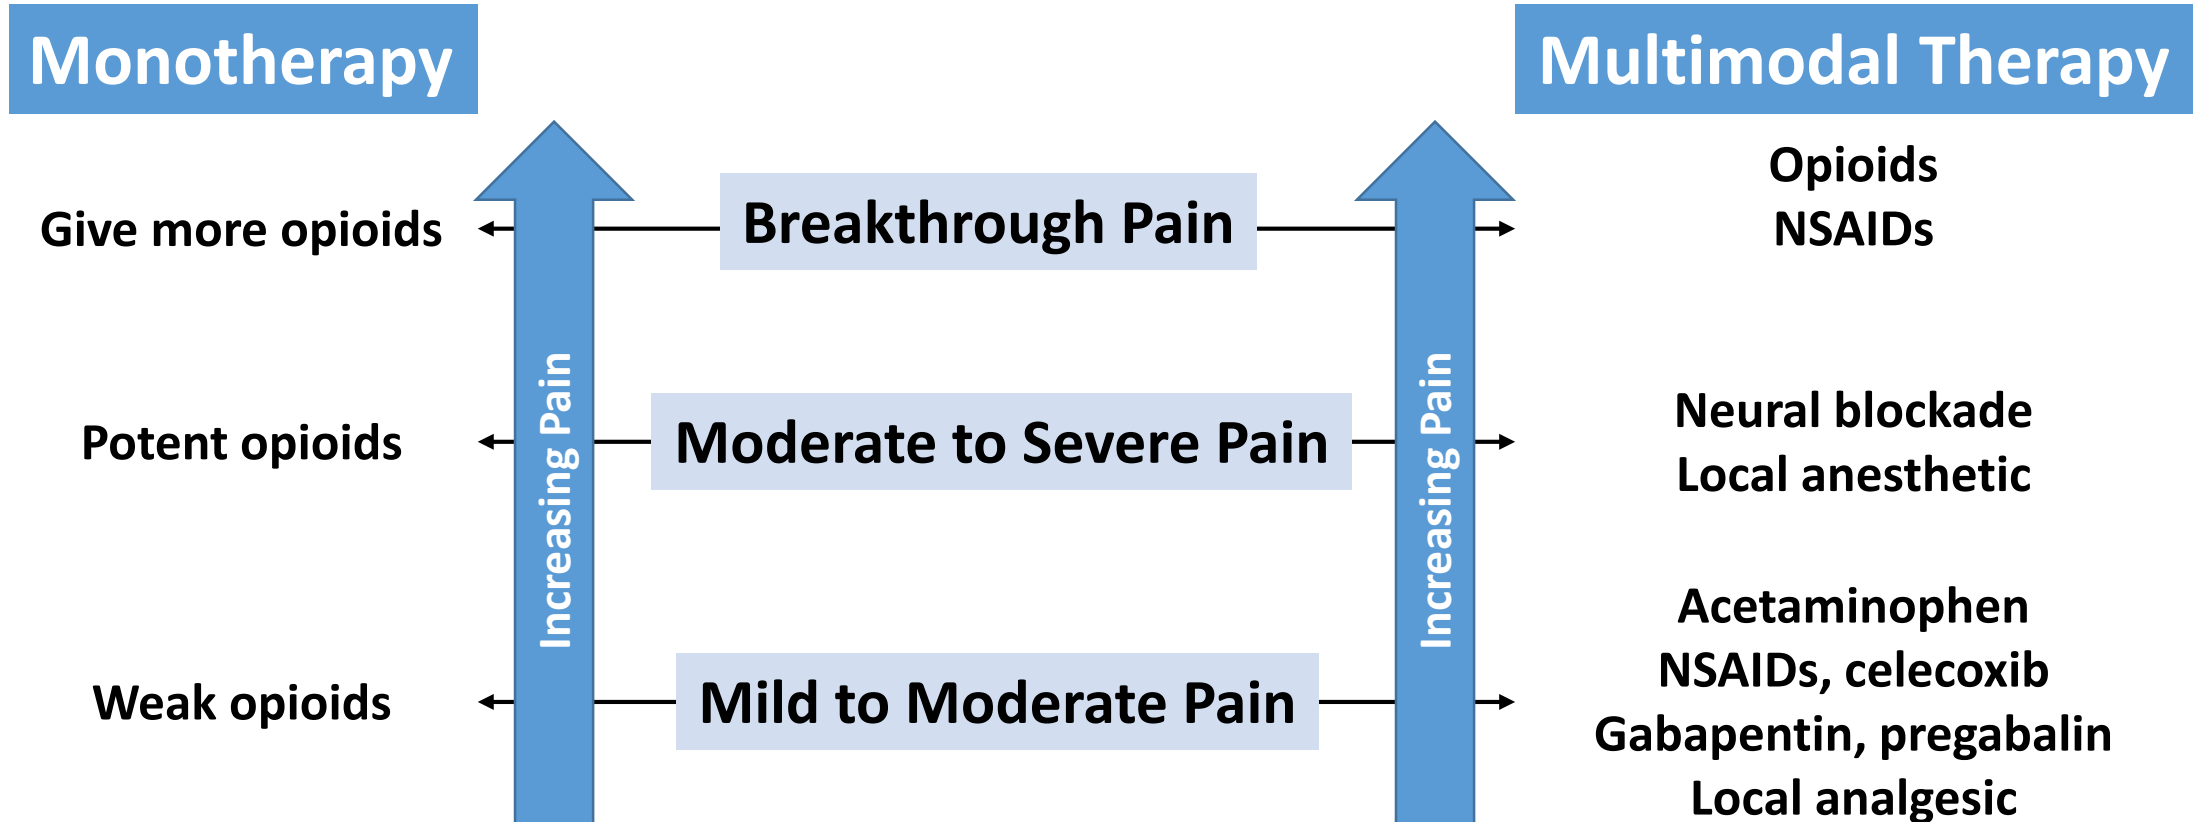 Monotherapy
Multimodal Therapy
Give more opioids
Increasing Pain
Breakthrough Pain
Increasing Pain
Opioids
NSAIDs
Potent opioids
Moderate to Severe Pain
Neural blockade
Local anesthetic
Weak opioids
Mild to Moderate Pain
Acetaminophen
NSAIDs, celecoxib
Gabapentin, pregabalin
Local analgesic